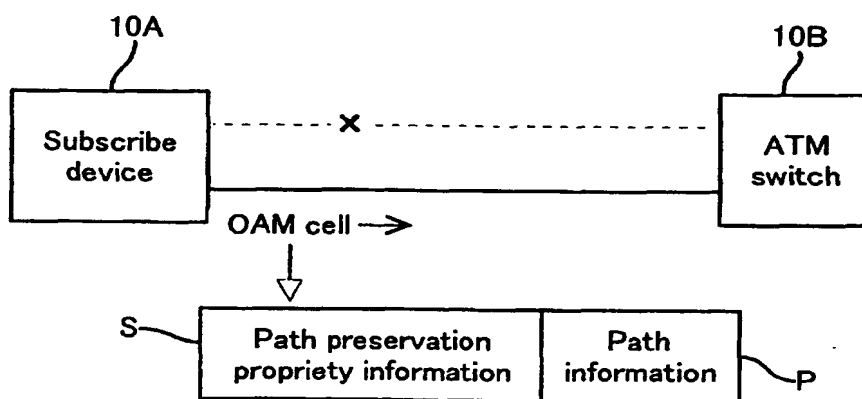 10A
10B
Subscribe
device
ATM
switch
OAM cell
S
Path preservation
propriety information
Path
information
P